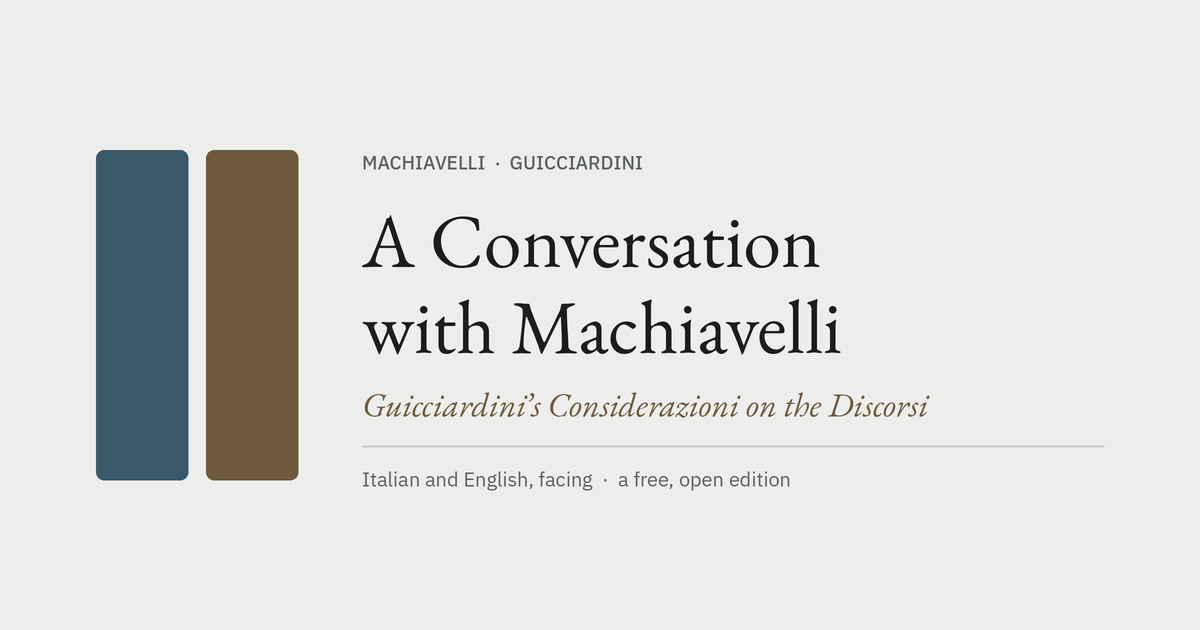 MACHIAVELLI · GUICCIARDINI
A Conversation
with Machiavelli
Guicciardini’s Considerazioni on the Discorsi
Italian and English, facing · a free, open edition